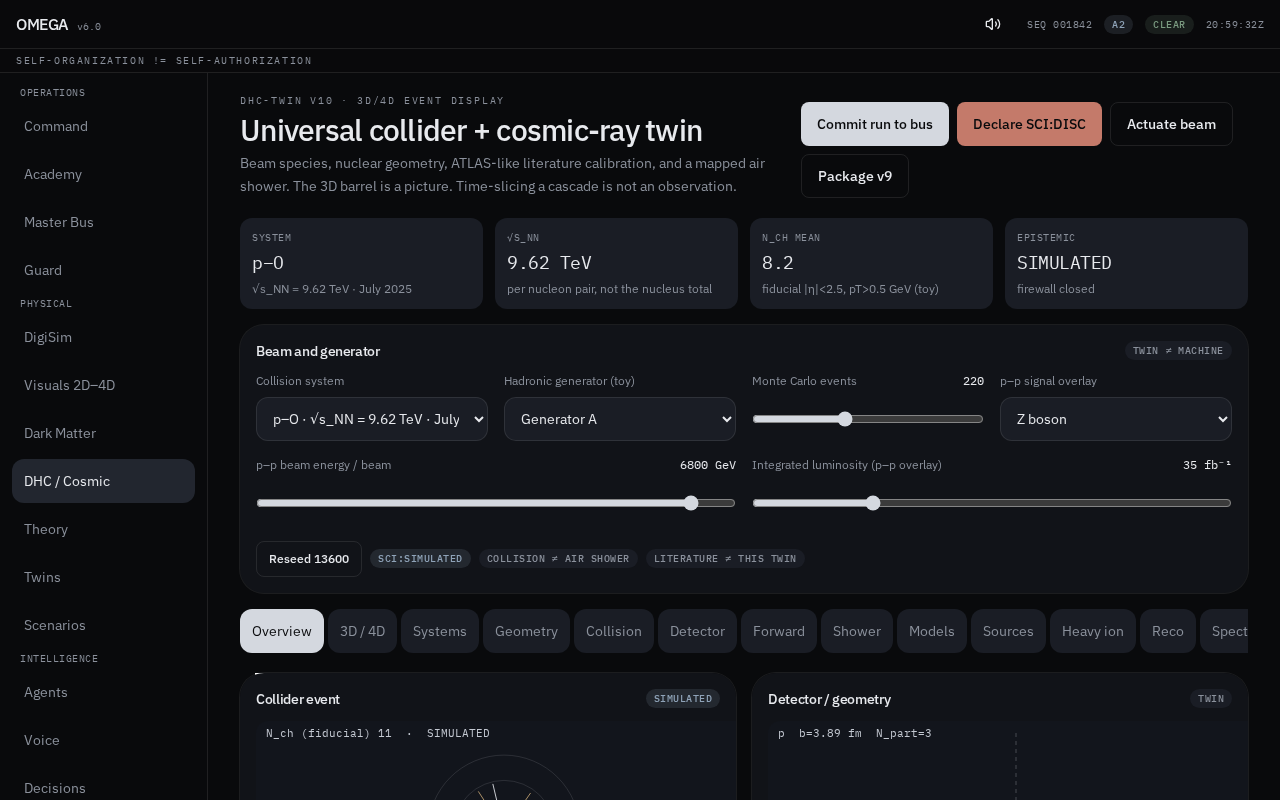 OMEGA v6.0
SEQ 001842 A2 CLEAR 20:59:32Z
SELF-ORGANIZATION != SELF-AUTHORIZATION
OPERATIONS
Command
Academy
Master Bus
Guard
PHYSICAL
DigiSim
Visuals 2D–4D
Dark Matter
DHC / Cosmic
Theory
Twins
Scenarios
INTELLIGENCE
Agents
Voice
Decisions
DHC-TWIN V10 · 3D/4D EVENT DISPLAY
Universal collider + cosmic-ray twin
Beam species, nuclear geometry, ATLAS-like literature calibration, and a mapped air
shower. The 3D barrel is a picture. Time-slicing a cascade is not an observation.
Commit run to bus Declare SCI:DISC Actuate beam
Package v9
SYSTEM
p–O
√s_NN = 9.62 TeV · July 2025
√S_NN
9.62 TeV
per nucleon pair, not the nucleus total
N_CH MEAN
8.2
fiducial |η|<2.5, pT>0.5 GeV (toy)
EPISTEMIC
SIMULATED
firewall closed
Beam and generator TWIN ≠ MACHINE
Collision system
p–O · √s_NN = 9.62 TeV · July
Hadronic generator (toy)
Generator A
Monte Carlo events 220
p–p signal overlay
Z boson
p–p beam energy / beam 6800 GeV
Integrated luminosity (p–p overlay) 35 fb⁻¹
Reseed 13600 SCI:SIMULATED COLLISION ≠ AIR SHOWER LITERATURE ≠ THIS TWIN
Overview 3D / 4D Systems Geometry Collision Detector Forward Shower Models Sources Heavy ion Reco Spect
Collider event SIMULATED
N_ch (fiducial) 11 · SIMULATED
Detector / geometry TWIN
p b=3.89 fm N_part=3